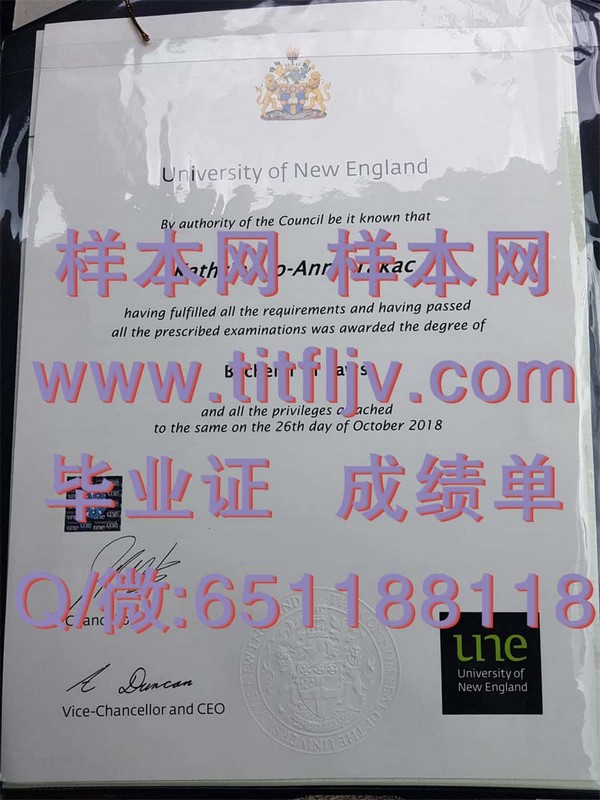 University of New England
By authority of the Council be it known that
样本网 样本网
having fulfilled all the requirements and having passed
all the prescribed examinations was awarded the degree of
www.titfljv.com
and all the privileges attached
to the same on the 26th day of October 2018
毕业证 成绩单
Q/微:651188118
une
University of
New England
A Duncan
Vice-Chancellor and CEO